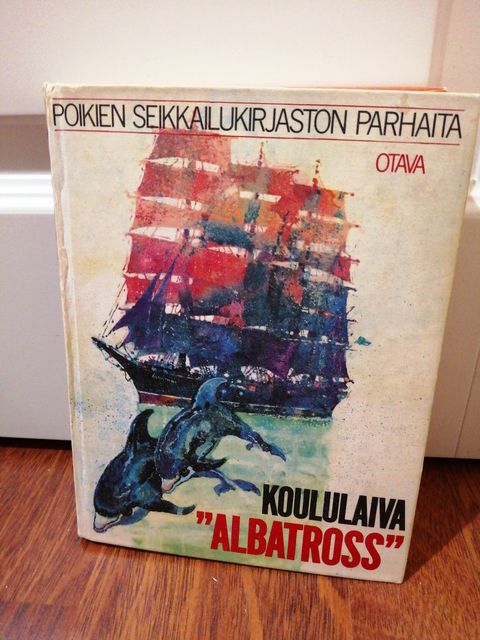 POIKIEN SEIKKAILUKIRJASTON PARHAITA
OTAVA
KOULULAIVA
"ALBATROSS"